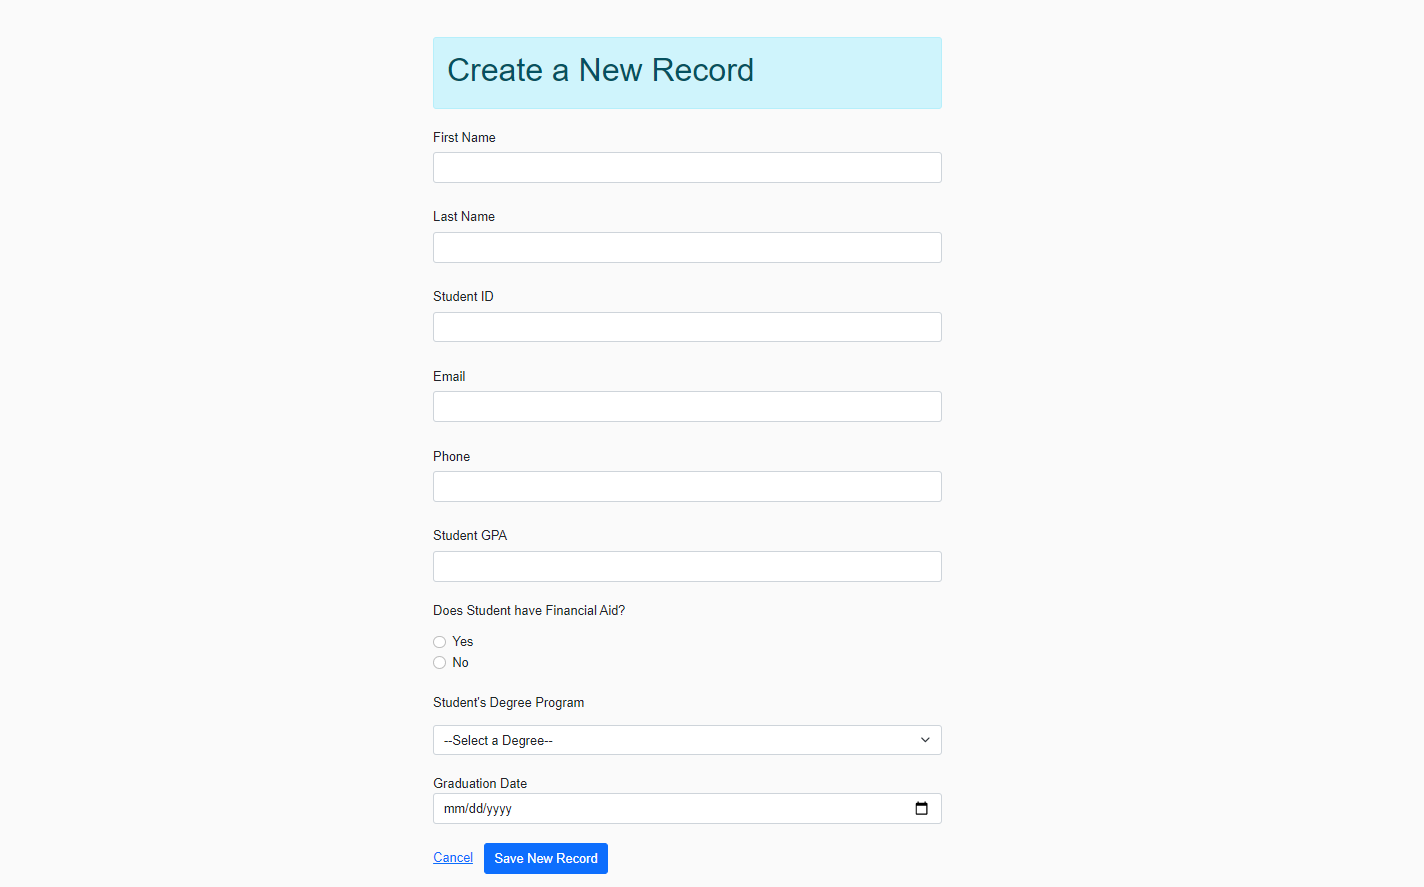 Create a New Record
First Name
Last Name
Student ID
Email
Phone
Student GPA
Does Student have Financial Aid?
Yes
No
Student's Degree Program
--Select a Degree--
Graduation Date
mm/dd/yyyy
Cancel Save New Record